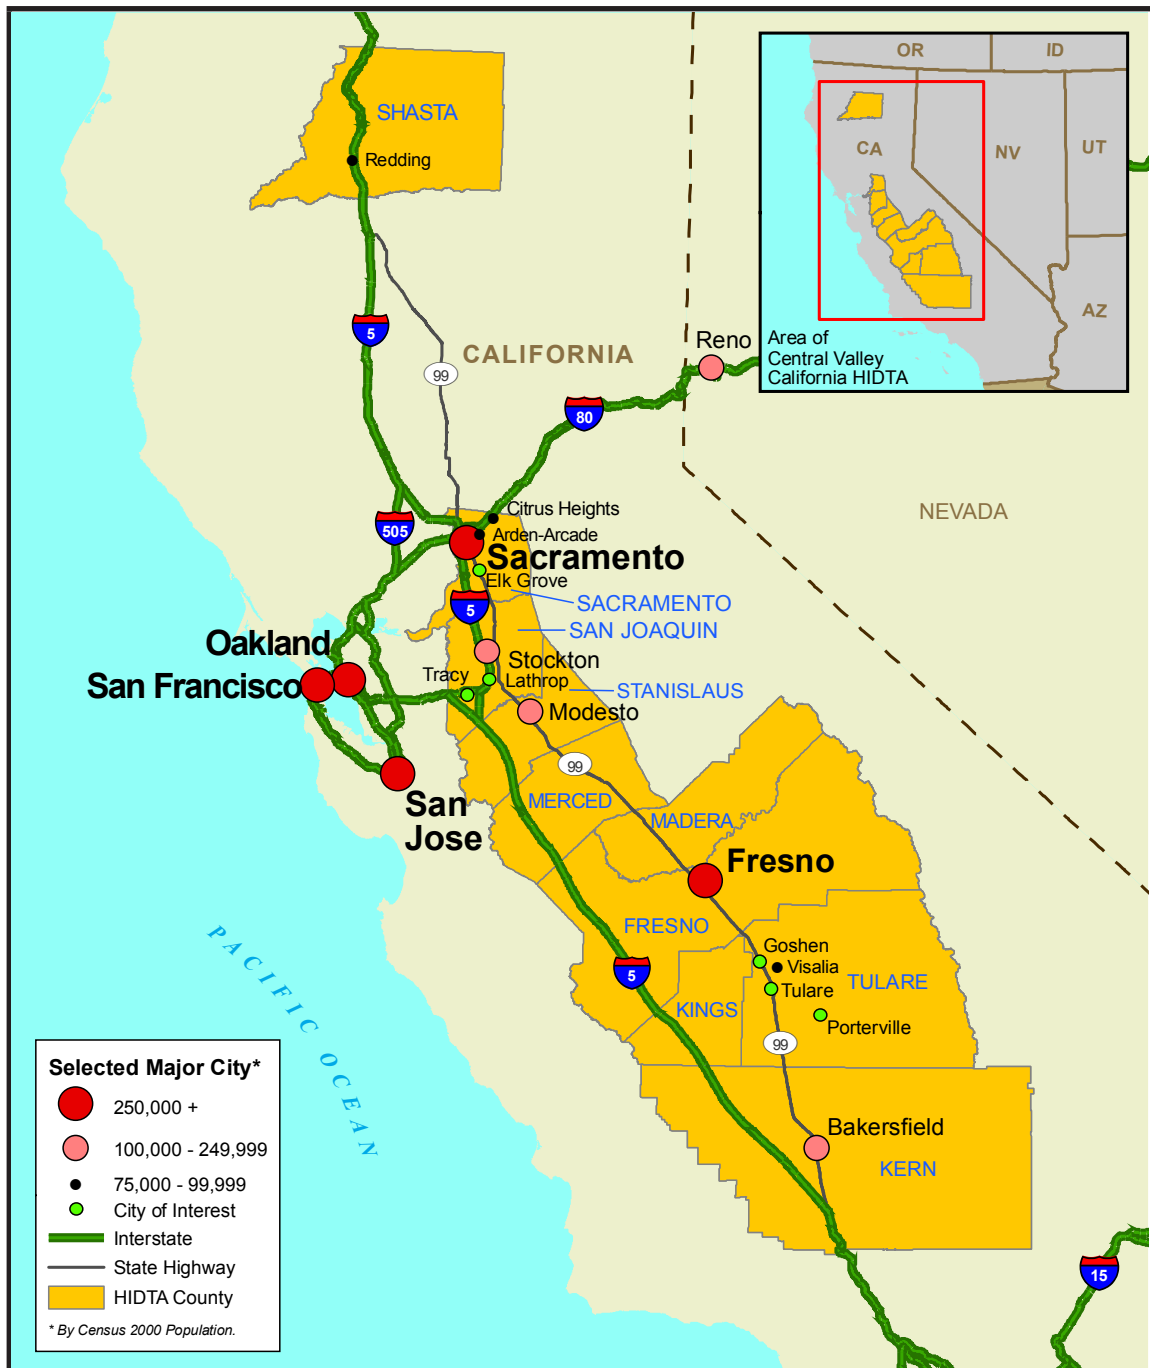 OR
ID
CA
NV
UT
AZ
Area of
Central Valley
California HIDTA
SHASTA
Redding
5
99
CALIFORNIA
Reno
80
NEVADA
505
Citrus Heights
Arden-Arcade
Sacramento
Elk Grove
5
SACRAMENTO
SAN JOAQUIN
Oakland
San Francisco
Stockton
Tracy
Lathrop
STANISLAUS
Modesto
99
San
Jose
MERCED
MADERA
Fresno
FRESNO
5
Goshen
Visalia
Tulare
TULARE
KINGS
Porterville
99
Bakersfield
KERN
15
PACIFIC OCEAN
Selected Major City*
250,000 +
100,000 - 249,999
75,000 - 99,999
City of Interest
Interstate
State Highway
HIDTA County
* By Census 2000 Population.